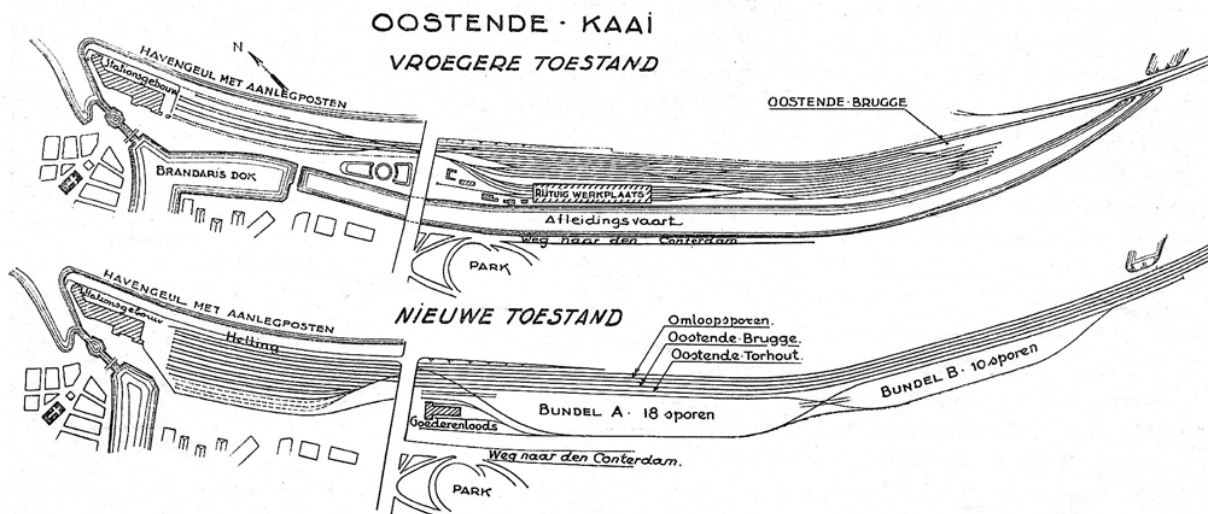 OOSTENDE · KAAI
VROEGERE TOESTAND
N
HAVENGEUL MET AANLEGPOSTEN
Stationsgebouw
OOSTENDE·BRUGGE
BRANDARIS DOK
RIJTUIG WERKPLAATS
Afleidingsvaart
Weg naar den Conterdam
PARK
HAVENGEUL MET AANLEGPOSTEN
Stationsgebouw
Helling
NIEUWE TOESTAND
Omloopsporen.
Oostende-Brugge.
Oostende-Torhout.
BUNDEL A · 18 sporen
BUNDEL B · 10 sporen
Goederenloods
Weg naar den Conterdam.
PARK